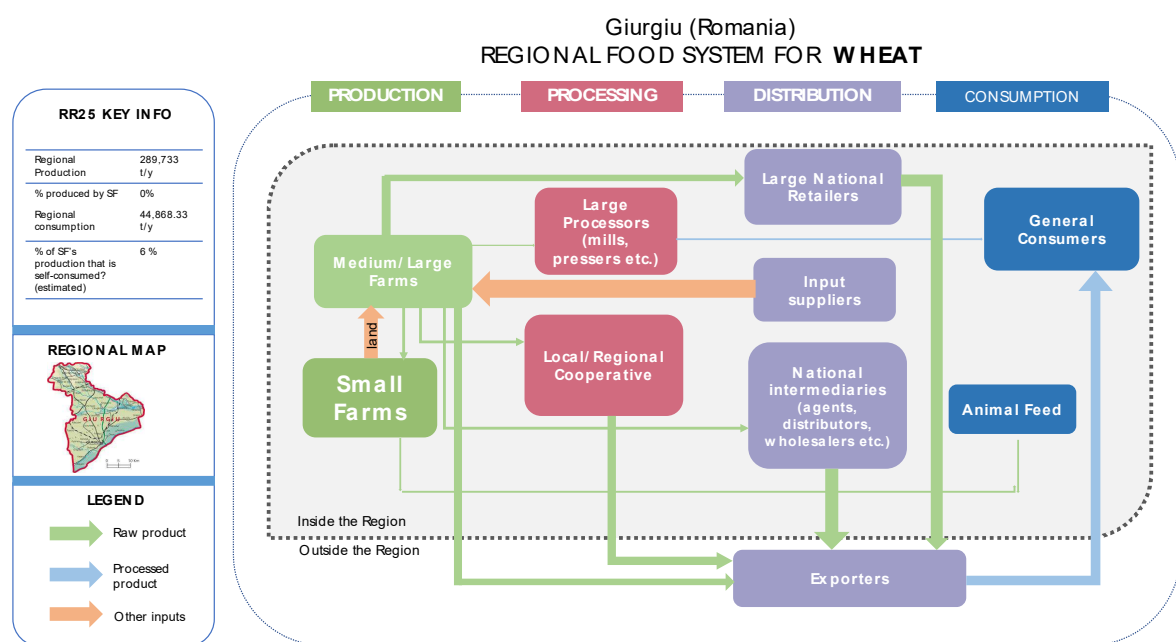 Giurgiu (Romania)
REGIONAL FOOD SYSTEM FOR WHEAT
PRODUCTION
PROCESSING
DISTRIBUTION
CONSUMPTION
RR25 KEY INFO
Regional
Production
289,733
t/y
% produced by SF
0%
Regional
consumption
44,868.33
t/y
% of SF's
production that is
self-consumed?
(estimated)
6 %
REGIONAL MAP
GIURGIU
LEGEND
Raw product
Processed
product
Other inputs
Large National
Retailers
Large
Processors
(mills,
pressers etc.)
General
Consumers
Medium/ Large
Farms
Input
suppliers
land
Small
Farms
Local/ Regional
Cooperative
National
intermediaries
(agents,
distributors,
wholesalers etc.)
Animal Feed
Inside the Region
Outside the Region
Exporters